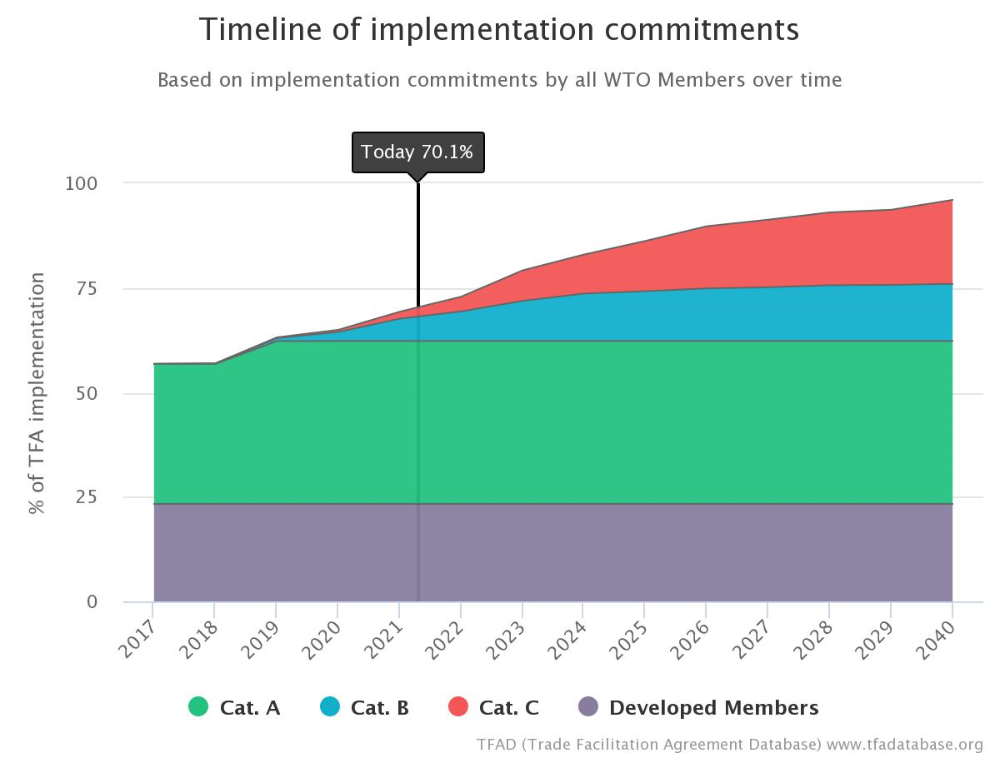 Timeline of implementation commitments
Based on implementation commitments by all WTO Members over time
Today 70.1%
% of TFA implementation
100
75
50
25
0
2017
2018
2019
2020
2021
2022
2023
2024
2025
2026
2027
2028
2029
2040
Cat. A
Cat. B
Cat. C
Developed Members
TFAD (Trade Facilitation Agreement Database) www.tfadatabase.org